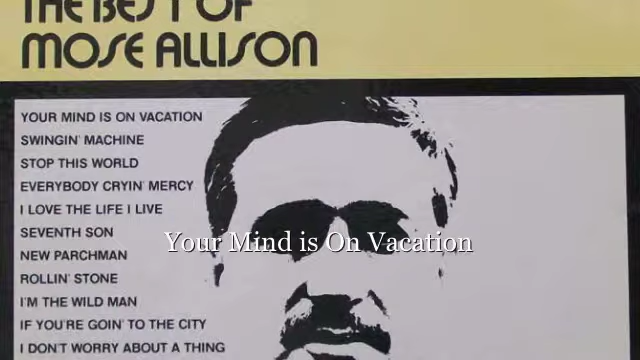 THE BEST OF
MOSE ALLISON
YOUR MIND IS ON VACATION
SWINGIN' MACHINE
STOP THIS WORLD
EVERYBODY CRYIN' MERCY
I LOVE THE LIFE I LIVE
SEVENTH SON
Your Mind is On Vacation
NEW PARCHMAN
ROLLIN' STONE
I'M THE WILD MAN
IF YOU'RE GOIN' TO THE CITY
I DON'T WORRY ABOUT A THING